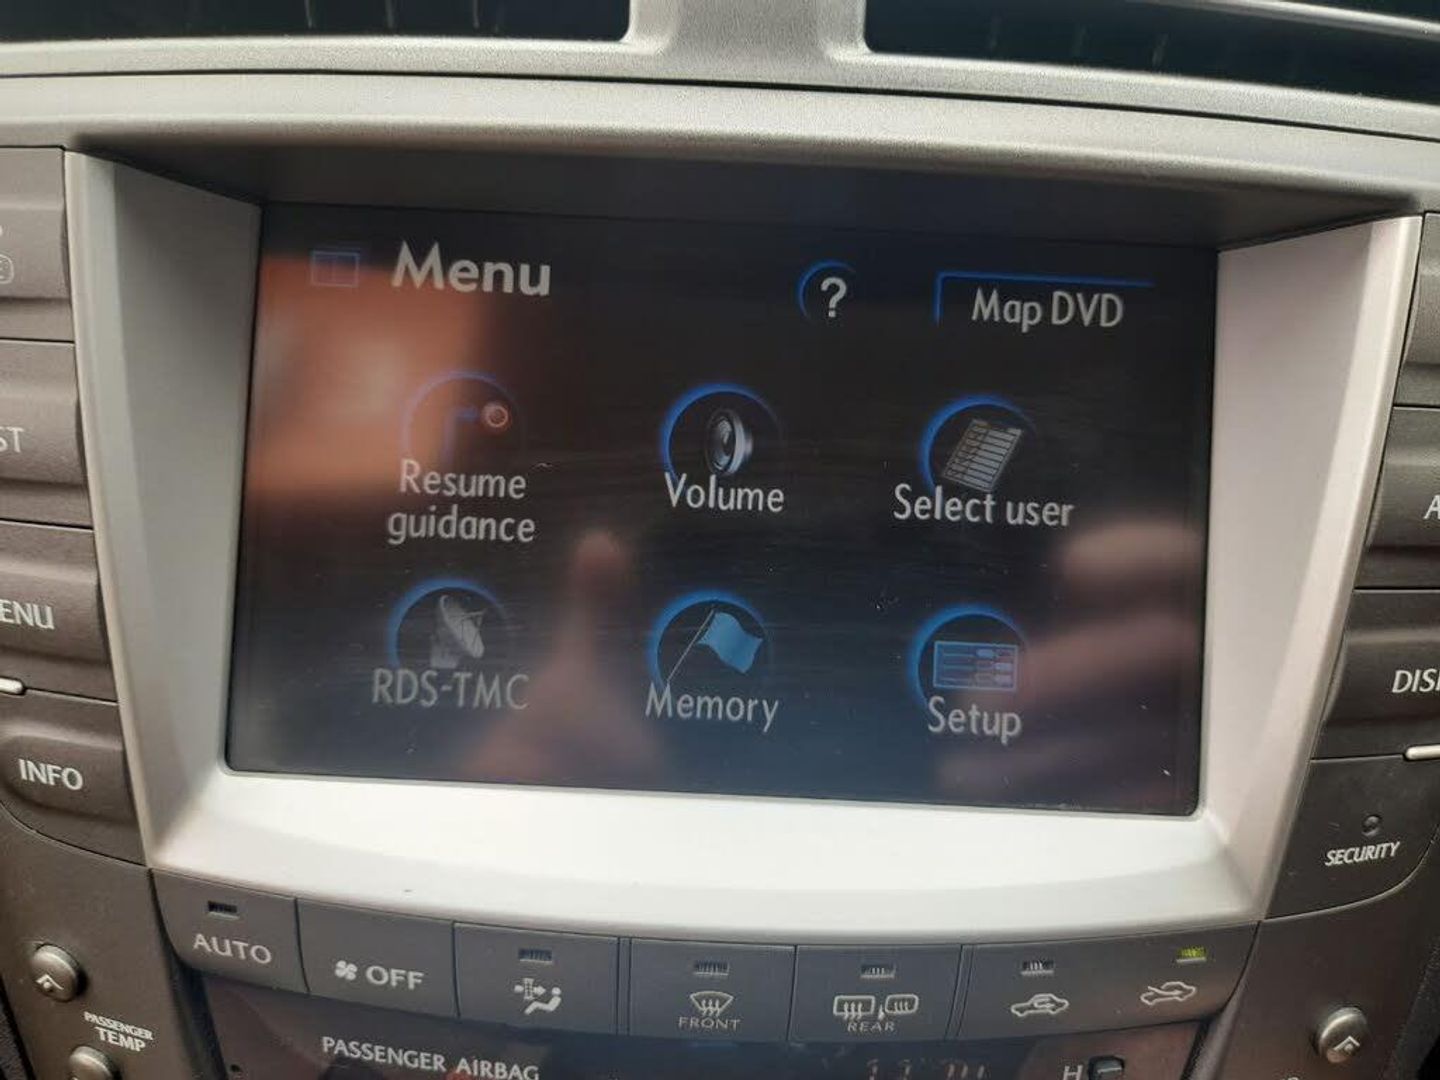 Menu
?
Map DVD
Resume
guidance
Volume
Select user
RDS-TMC
Memory
Setup
ST
ENU
INFO
A
DIS
SECURITY
AUTO
OFF
FRONT
REAR
PASSENGER
TEMP
PASSENGER AIRBAG
H